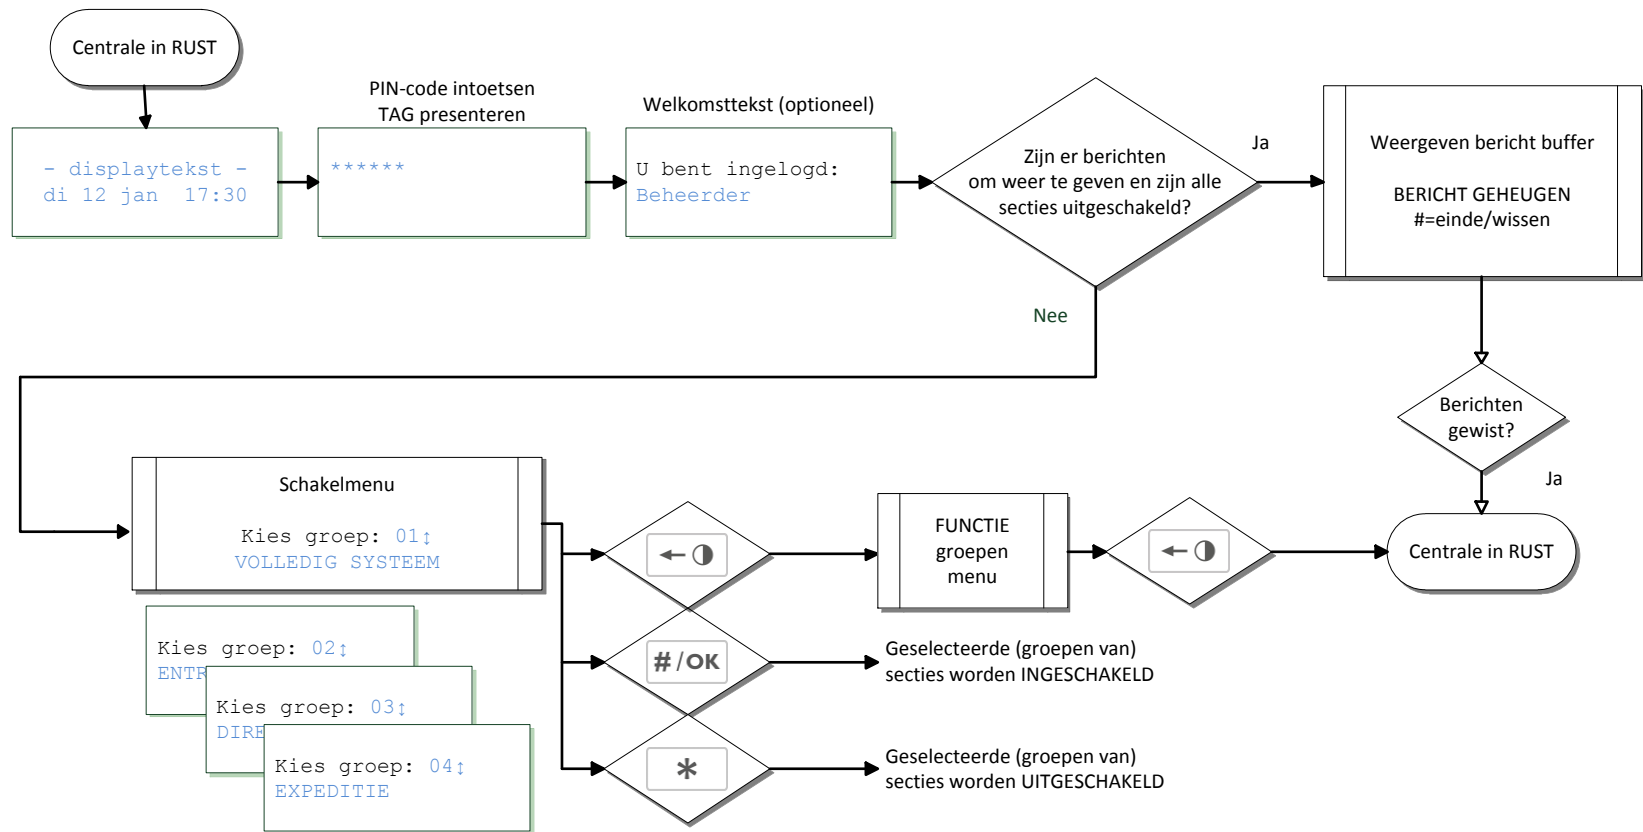 Centrale in RUST
- displaytekst -
di 12 jan 17:30
PIN-code intoetsen
TAG presenteren
******
Welkomsttekst (optioneel)
U bent ingelogd:
Beheerder
Zijn er berichten
om weer te geven en zijn alle
secties uitgeschakeld?
Ja
Weergeven bericht buffer
BERICHT GEHEUGEN
#=einde/wissen
Nee
Berichten
gewist?
Ja
Schakelmenu
Kies groep: 01↕
VOLLEDIG SYSTEEM
Kies groep: 02↕
ENTR
Kies groep: 03↕
DIRE
Kies groep: 04↕
EXPEDITIE
←◑
FUNCTIE
groepen
menu
←◑
Centrale in RUST
#/OK
Geselecteerde (groepen van)
secties worden INGESCHAKELD
*
Geselecteerde (groepen van)
secties worden UITGESCHAKELD